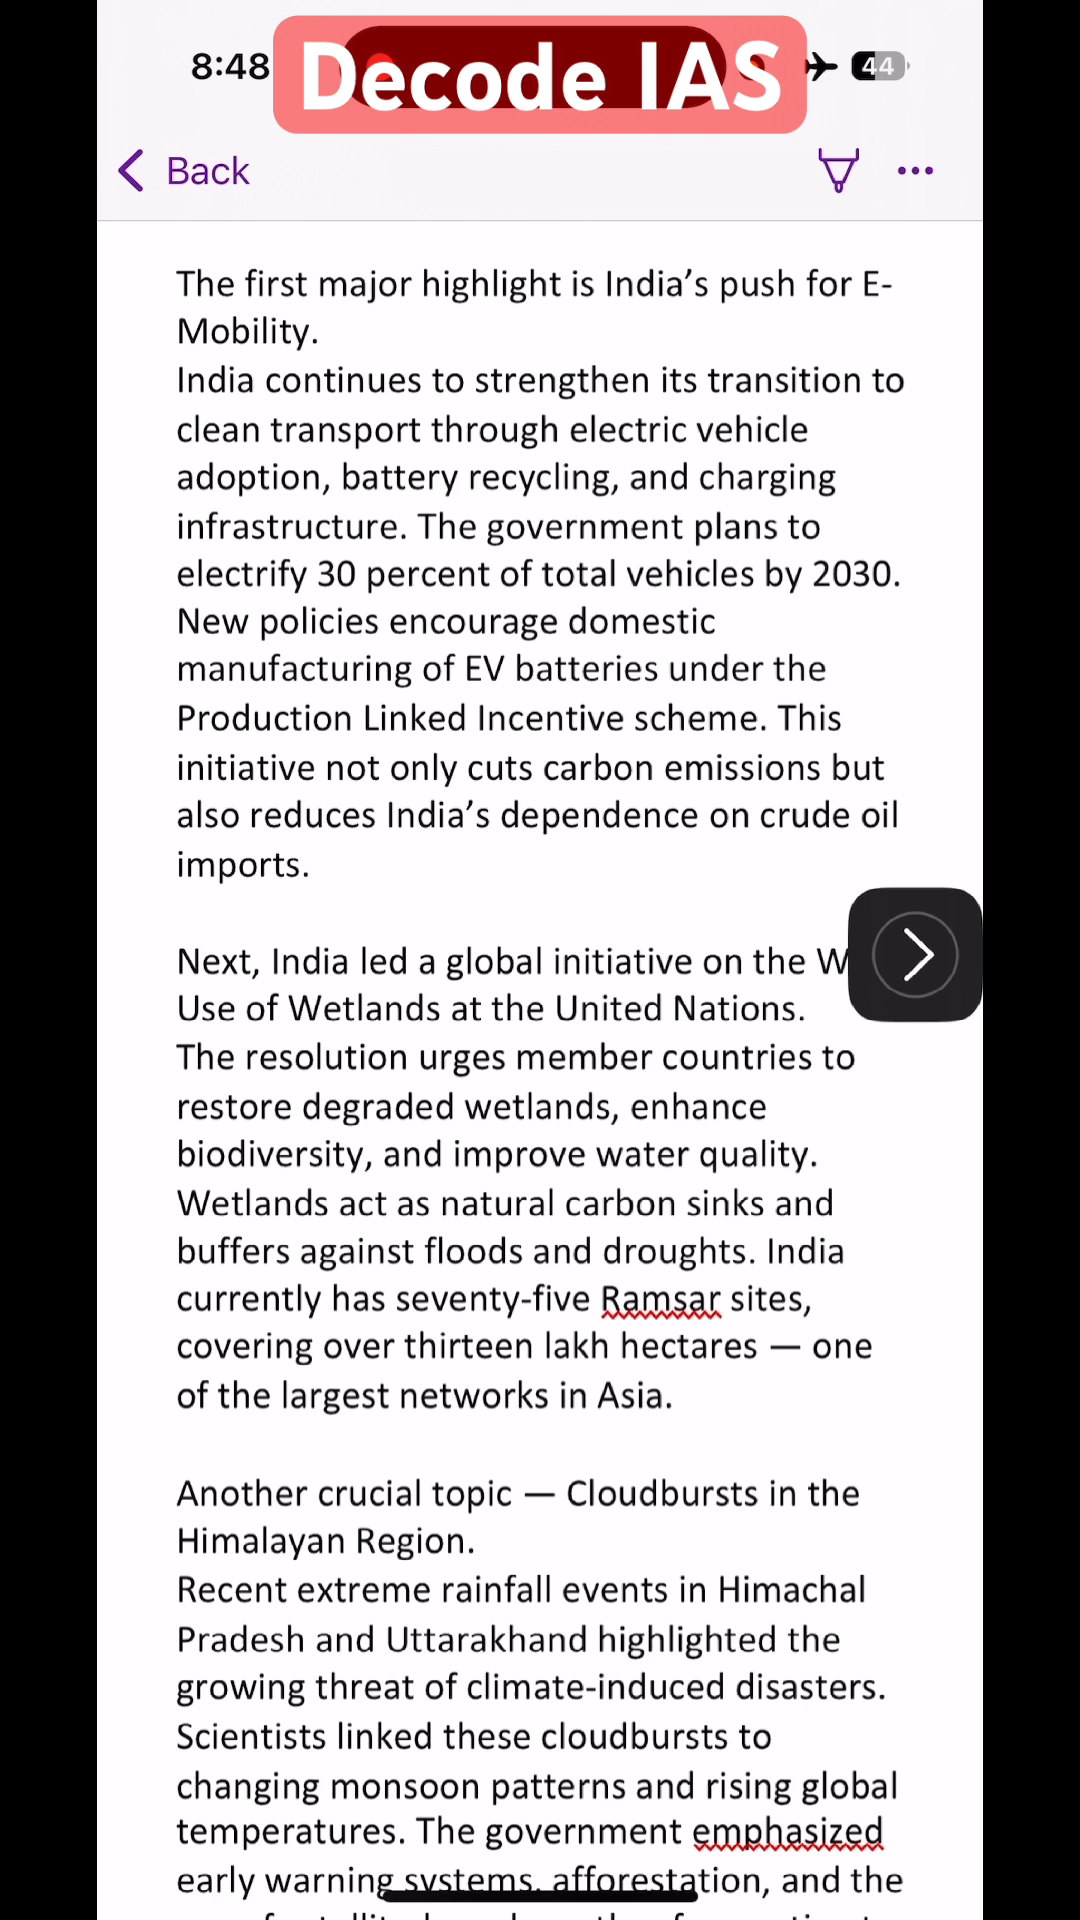 8:48
Decode IAS
44
Back
The first major highlight is India’s push for E-
Mobility.
India continues to strengthen its transition to
clean transport through electric vehicle
adoption, battery recycling, and charging
infrastructure. The government plans to
electrify 30 percent of total vehicles by 2030.
New policies encourage domestic
manufacturing of EV batteries under the
Production Linked Incentive scheme. This
initiative not only cuts carbon emissions but
also reduces India’s dependence on crude oil
imports.
Next, India led a global initiative on the
Use of Wetlands at the United Nations.
The resolution urges member countries to
restore degraded wetlands, enhance
biodiversity, and improve water quality.
Wetlands act as natural carbon sinks and
buffers against floods and droughts. India
currently has seventy-five Ramsar sites,
covering over thirteen lakh hectares — one
of the largest networks in Asia.
Another crucial topic — Cloudbursts in the
Himalayan Region.
Recent extreme rainfall events in Himachal
Pradesh and Uttarakhand highlighted the
growing threat of climate-induced disasters.
Scientists linked these cloudbursts to
changing monsoon patterns and rising global
temperatures. The government emphasized
early warning systems, afforestation, and the